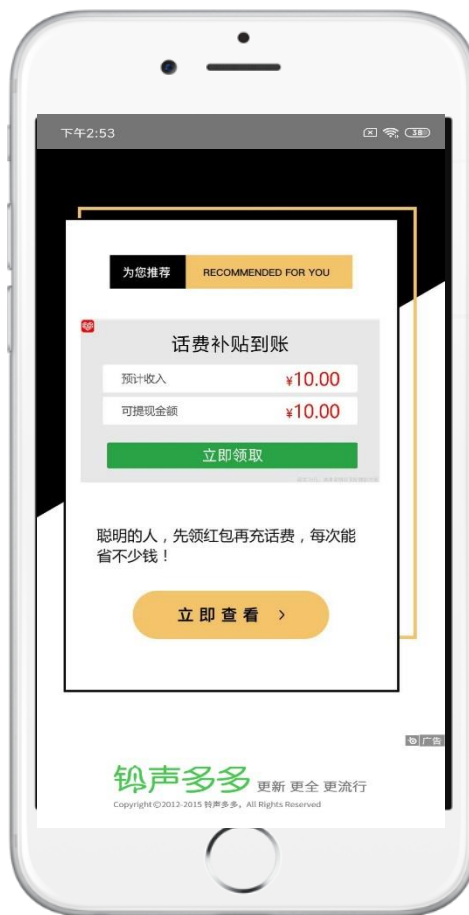 下午2:53
38
为您推荐 RECOMMENDED FOR YOU
话费补贴到账
预计收入 ¥10.00
可提现金额 ¥10.00
立即领取
聪明的人，先领红包再充话费，每次能
省不少钱！
立即查看 >
广告
铃声多多 更新 更全 更流行
Copyright©2012-2015 铃声多多，All Rights Reserved